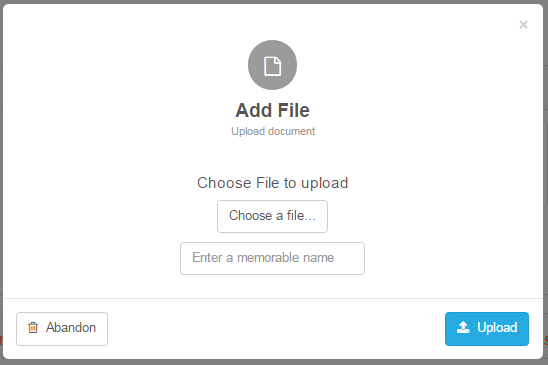 ×
Add File
Upload document
Choose File to upload
Choose a file...
Enter a memorable name
Abandon
Upload